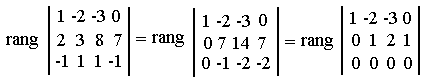 rang | 1 -2 -3 0 | = rang | 1 -2 -3 0 | = rang | 1 -2 -3 0 |
| 2 3 8 7 | | 0 7 14 7 | | 0 1 2 1 |
| -1 1 1 -1 | | 0 -1 -2 -2 | | 0 0 0 0 |